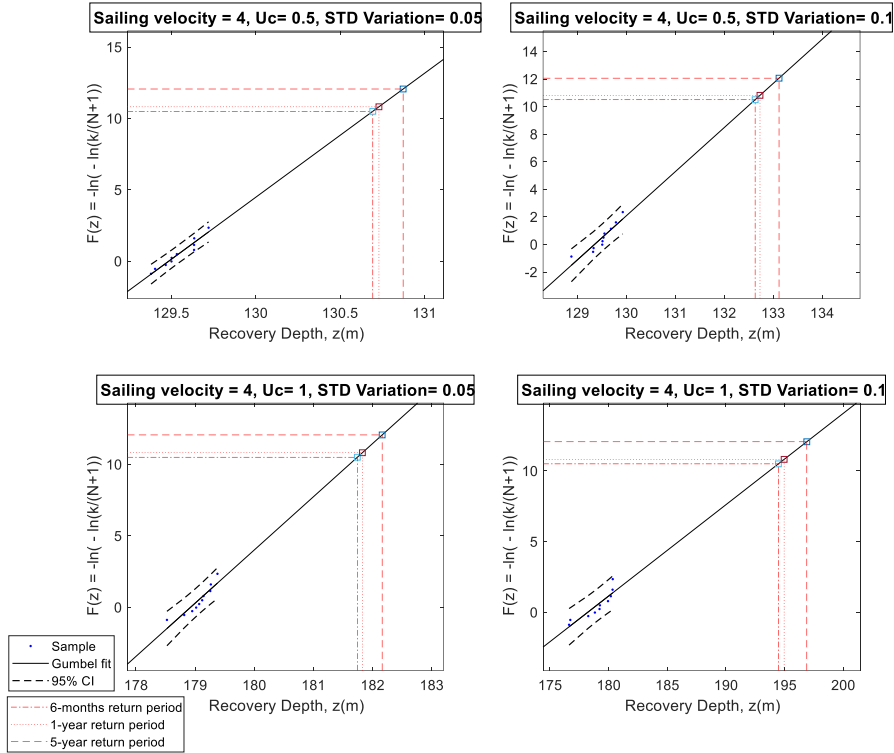 Sailing velocity = 4, Uc= 0.5, STD Variation= 0.05
15
10
5
0
F(z) = -ln( - ln(k/(N+1))
129.5 130 130.5 131
Recovery Depth, z(m)
Sailing velocity = 4, Uc= 0.5, STD Variation= 0.1
14
12
10
8
6
4
2
0
-2
F(z) = -ln( - ln(k/(N+1))
129 130 131 132 133 134
Recovery Depth, z(m)
Sailing velocity = 4, Uc= 1, STD Variation= 0.05
10
5
0
F(z) = -ln( - ln(k/(N+1))
178 179 180 181 182 183
Recovery Depth, z(m)
Sailing velocity = 4, Uc= 1, STD Variation= 0.1
10
5
0
F(z) = -ln( - ln(k/(N+1))
175 180 185 190 195 200
Recovery Depth, z(m)
Sample
Gumbel fit
95% CI
6-months return period
1-year return period
5-year return period